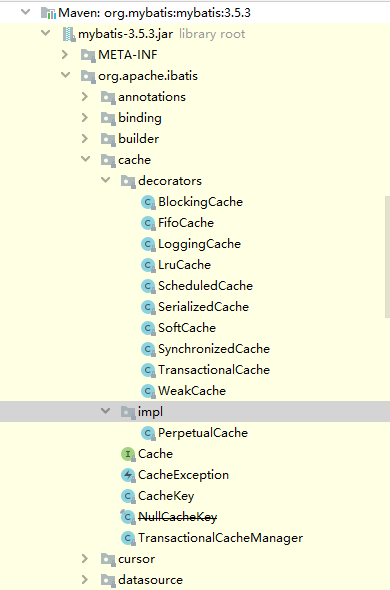 Maven: org.mybatis:mybatis:3.5.3
mybatis-3.5.3.jar library root
META-INF
org.apache.ibatis
annotations
binding
builder
cache
decorators
BlockingCache
FifoCache
LoggingCache
LruCache
ScheduledCache
SerializedCache
SoftCache
SynchronizedCache
TransactionalCache
WeakCache
impl
PerpetualCache
Cache
CacheException
CacheKey
NullCacheKey
TransactionalCacheManager
cursor
datasource